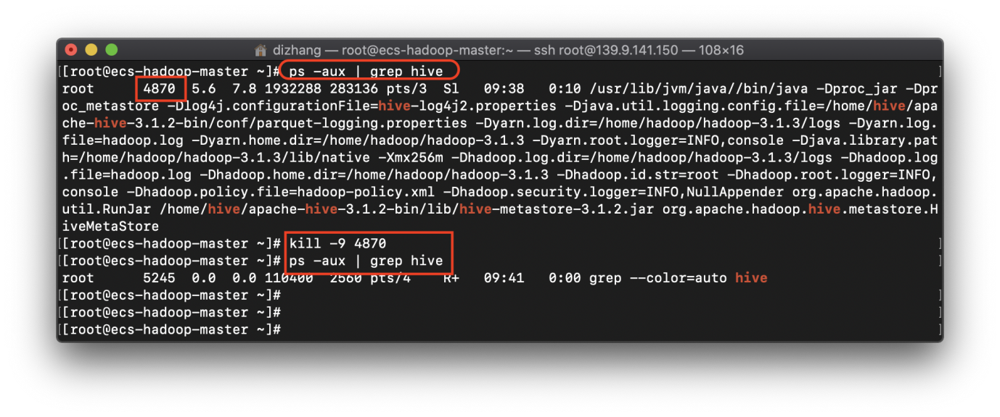 dizhang — root@ecs-hadoop-master:~ — ssh root@139.9.141.150 — 108×16
[[root@ecs-hadoop-master ~]# ps -aux | grep hive ]
root      4870  5.6  7.8 1932288 283136 pts/3  Sl   09:38   0:10 /usr/lib/jvm/java//bin/java -Dproc_jar -Dpr
oc_metastore -Dlog4j.configurationFile=hive-log4j2.properties -Djava.util.logging.config.file=/home/hive/apa
che-hive-3.1.2-bin/conf/parquet-logging.properties -Dyarn.log.dir=/home/hadoop/hadoop-3.1.3/logs -Dyarn.log.
file=hadoop.log -Dyarn.home.dir=/home/hadoop/hadoop-3.1.3 -Dyarn.root.logger=INFO,console -Djava.library.pat
h=/home/hadoop/hadoop-3.1.3/lib/native -Xmx256m -Dhadoop.log.dir=/home/hadoop/hadoop-3.1.3/logs -Dhadoop.log
.file=hadoop.log -Dhadoop.home.dir=/home/hadoop/hadoop-3.1.3 -Dhadoop.id.str=root -Dhadoop.root.logger=INFO,
console -Dhadoop.policy.file=hadoop-policy.xml -Dhadoop.security.logger=INFO,NullAppender org.apache.hadoop.
util.RunJar /home/hive/apache-hive-3.1.2-bin/lib/hive-metastore-3.1.2.jar org.apache.hadoop.hive.metastore.H
iveMetaStore
[[root@ecs-hadoop-master ~]# kill -9 4870 ]
[[root@ecs-hadoop-master ~]# ps -aux | grep hive ]
root      5245  0.0  0.0 110400  2560 pts/4    R+   09:41   0:00 grep --color=auto hive
[[root@ecs-hadoop-master ~]# ]
[[root@ecs-hadoop-master ~]# ]
[[root@ecs-hadoop-master ~]# ]